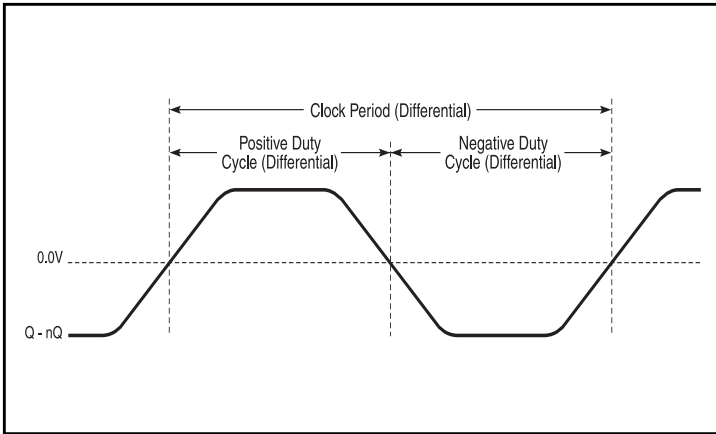 Clock Period (Differential)
Positive Duty
Cycle (Differential)
Negative Duty
Cycle (Differential)
0.0V
Q - nQ